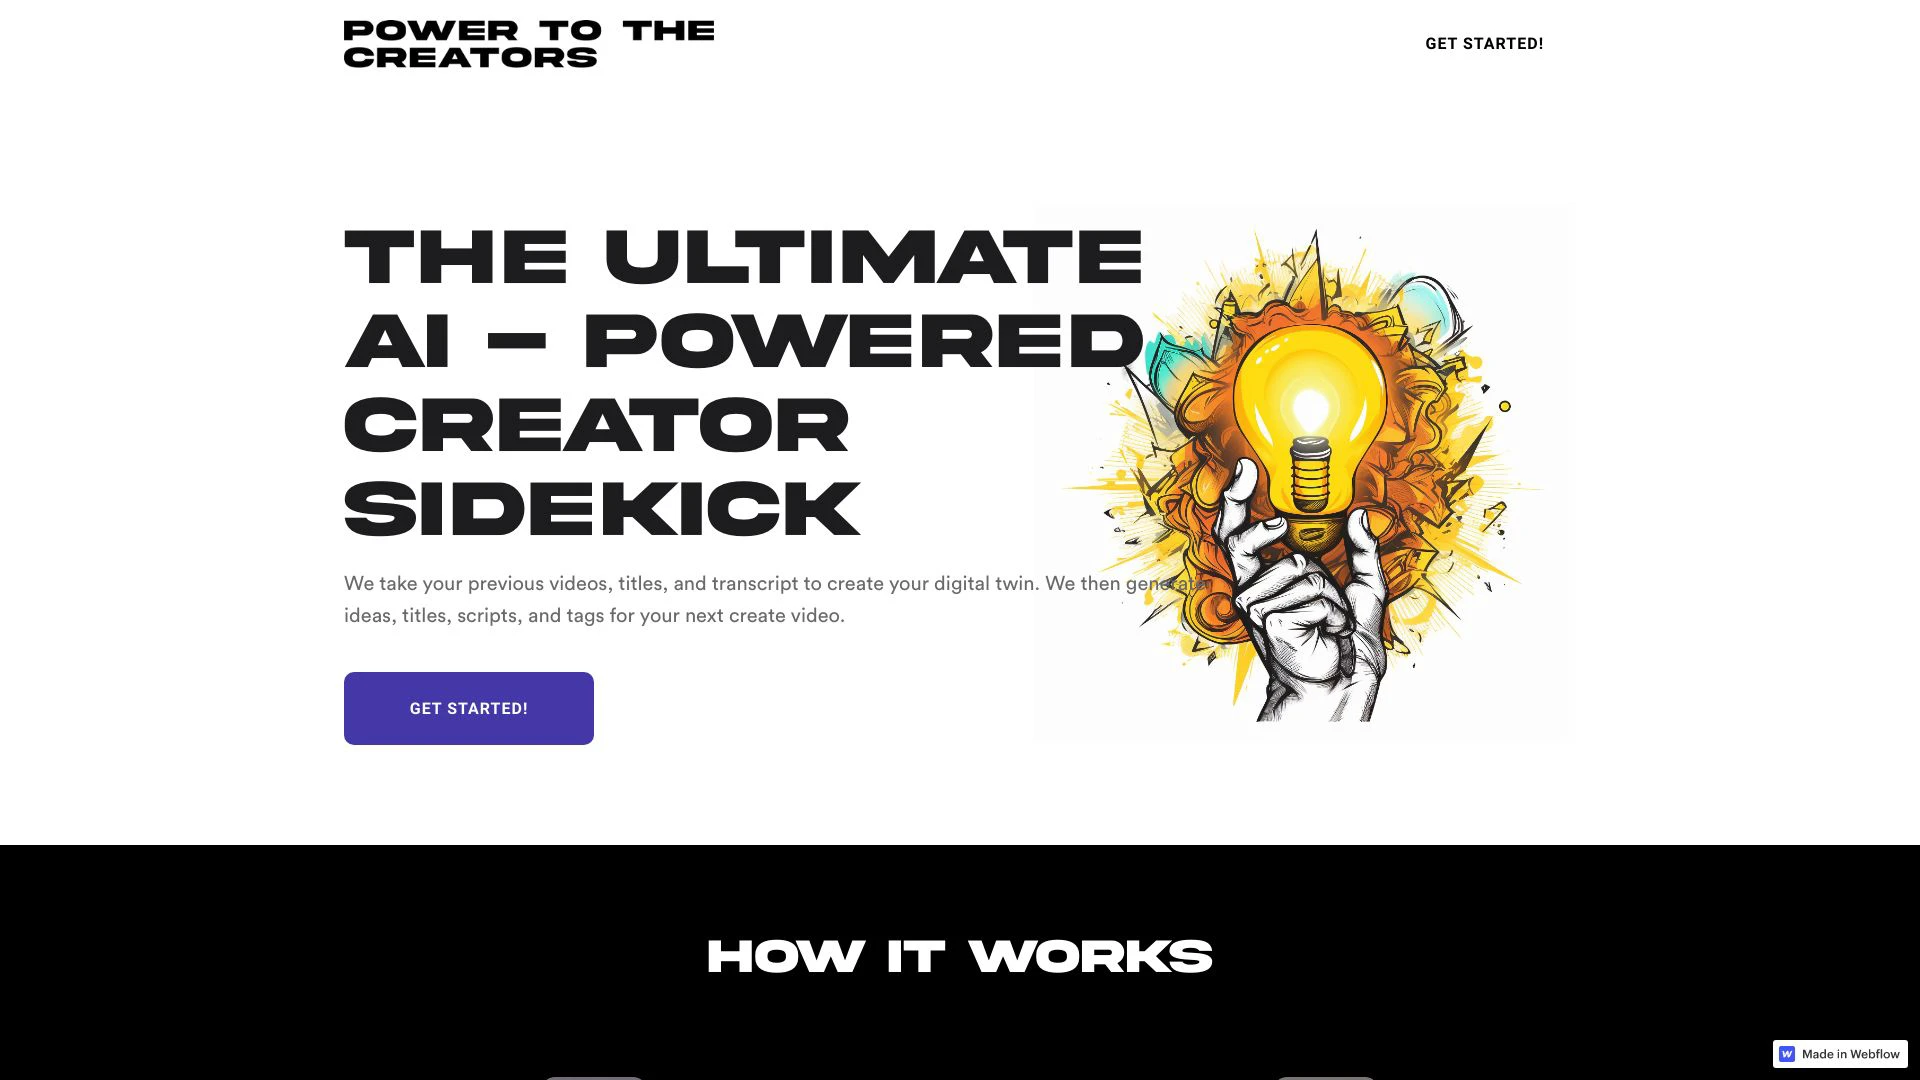 POWER TO THE
CREATORS
GET STARTED!
THE ULTIMATE
AI - POWERED
CREATOR
SIDEKICK
We take your previous videos, titles, and transcript to create your digital twin. We then generate
ideas, titles, scripts, and tags for your next create video.
GET STARTED!
HOW IT WORKS
Made in Webflow